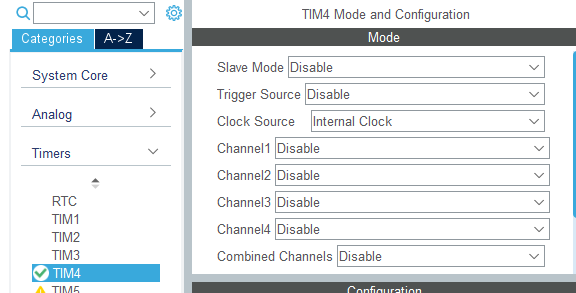 Categories A->Z
System Core
Analog
Timers
RTC
TIM1
TIM2
TIM3
TIM4
TIM5
TIM4 Mode and Configuration
Mode
Slave Mode Disable
Trigger Source Disable
Clock Source Internal Clock
Channel1 Disable
Channel2 Disable
Channel3 Disable
Channel4 Disable
Combined Channels Disable
Configuration